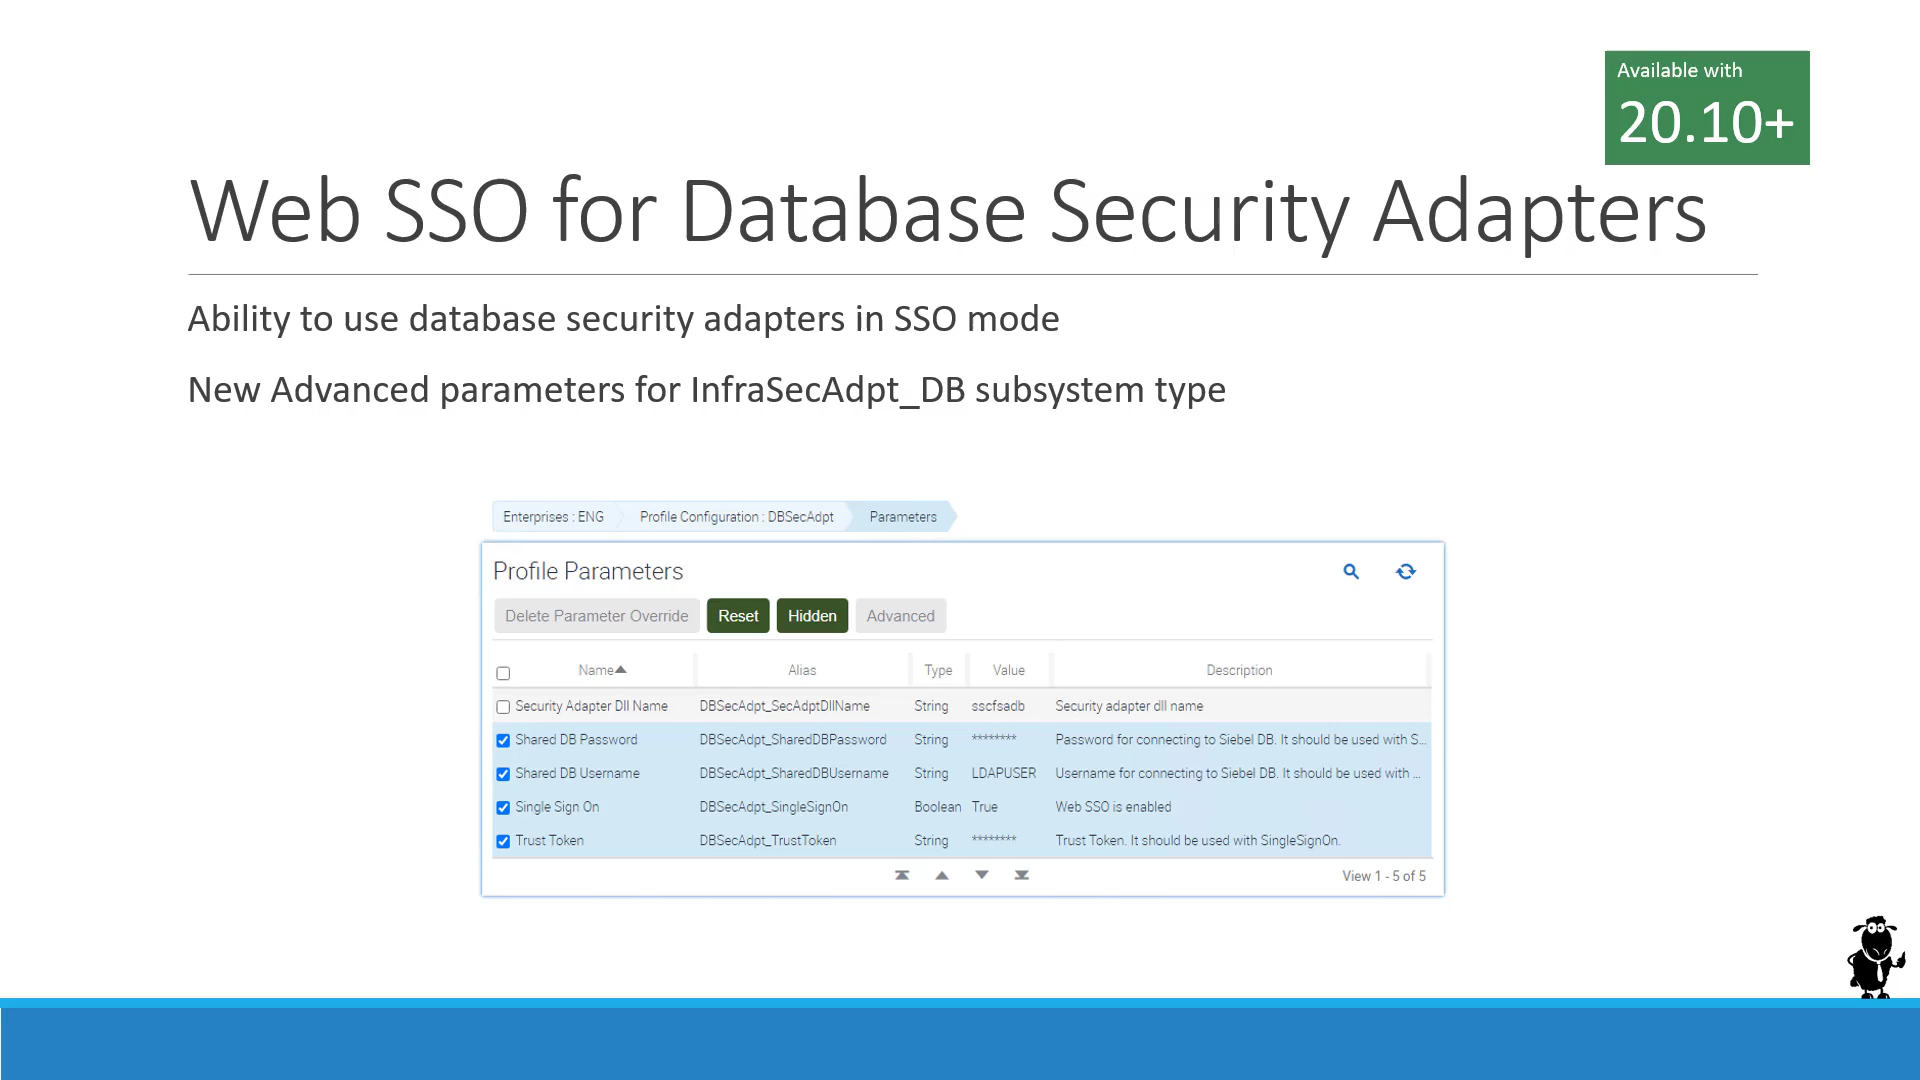 Available with
20.10+
Web SSO for Database Security Adapters
Ability to use database security adapters in SSO mode
New Advanced parameters for InfraSecAdpt_DB subsystem type
Enterprises : ENG Profile Configuration : DBSecAdpt Parameters
Profile Parameters
Delete Parameter Override Reset Hidden Advanced
Name Alias Type Value Description
Security Adapter Dll Name DBSecAdpt_SecAdptDllName String sscfsadb Security adapter dll name
Shared DB Password DBSecAdpt_SharedDBPassword String ******** Password for connecting to Siebel DB. It should be used with S...
Shared DB Username DBSecAdpt_SharedDBUsername String LDAPUSER Username for connecting to Siebel DB. It should be used with ...
Single Sign On DBSecAdpt_SingleSignOn Boolean True Web SSO is enabled
Trust Token DBSecAdpt_TrustToken String ******** Trust Token. It should be used with SingleSignOn.
View 1 - 5 of 5